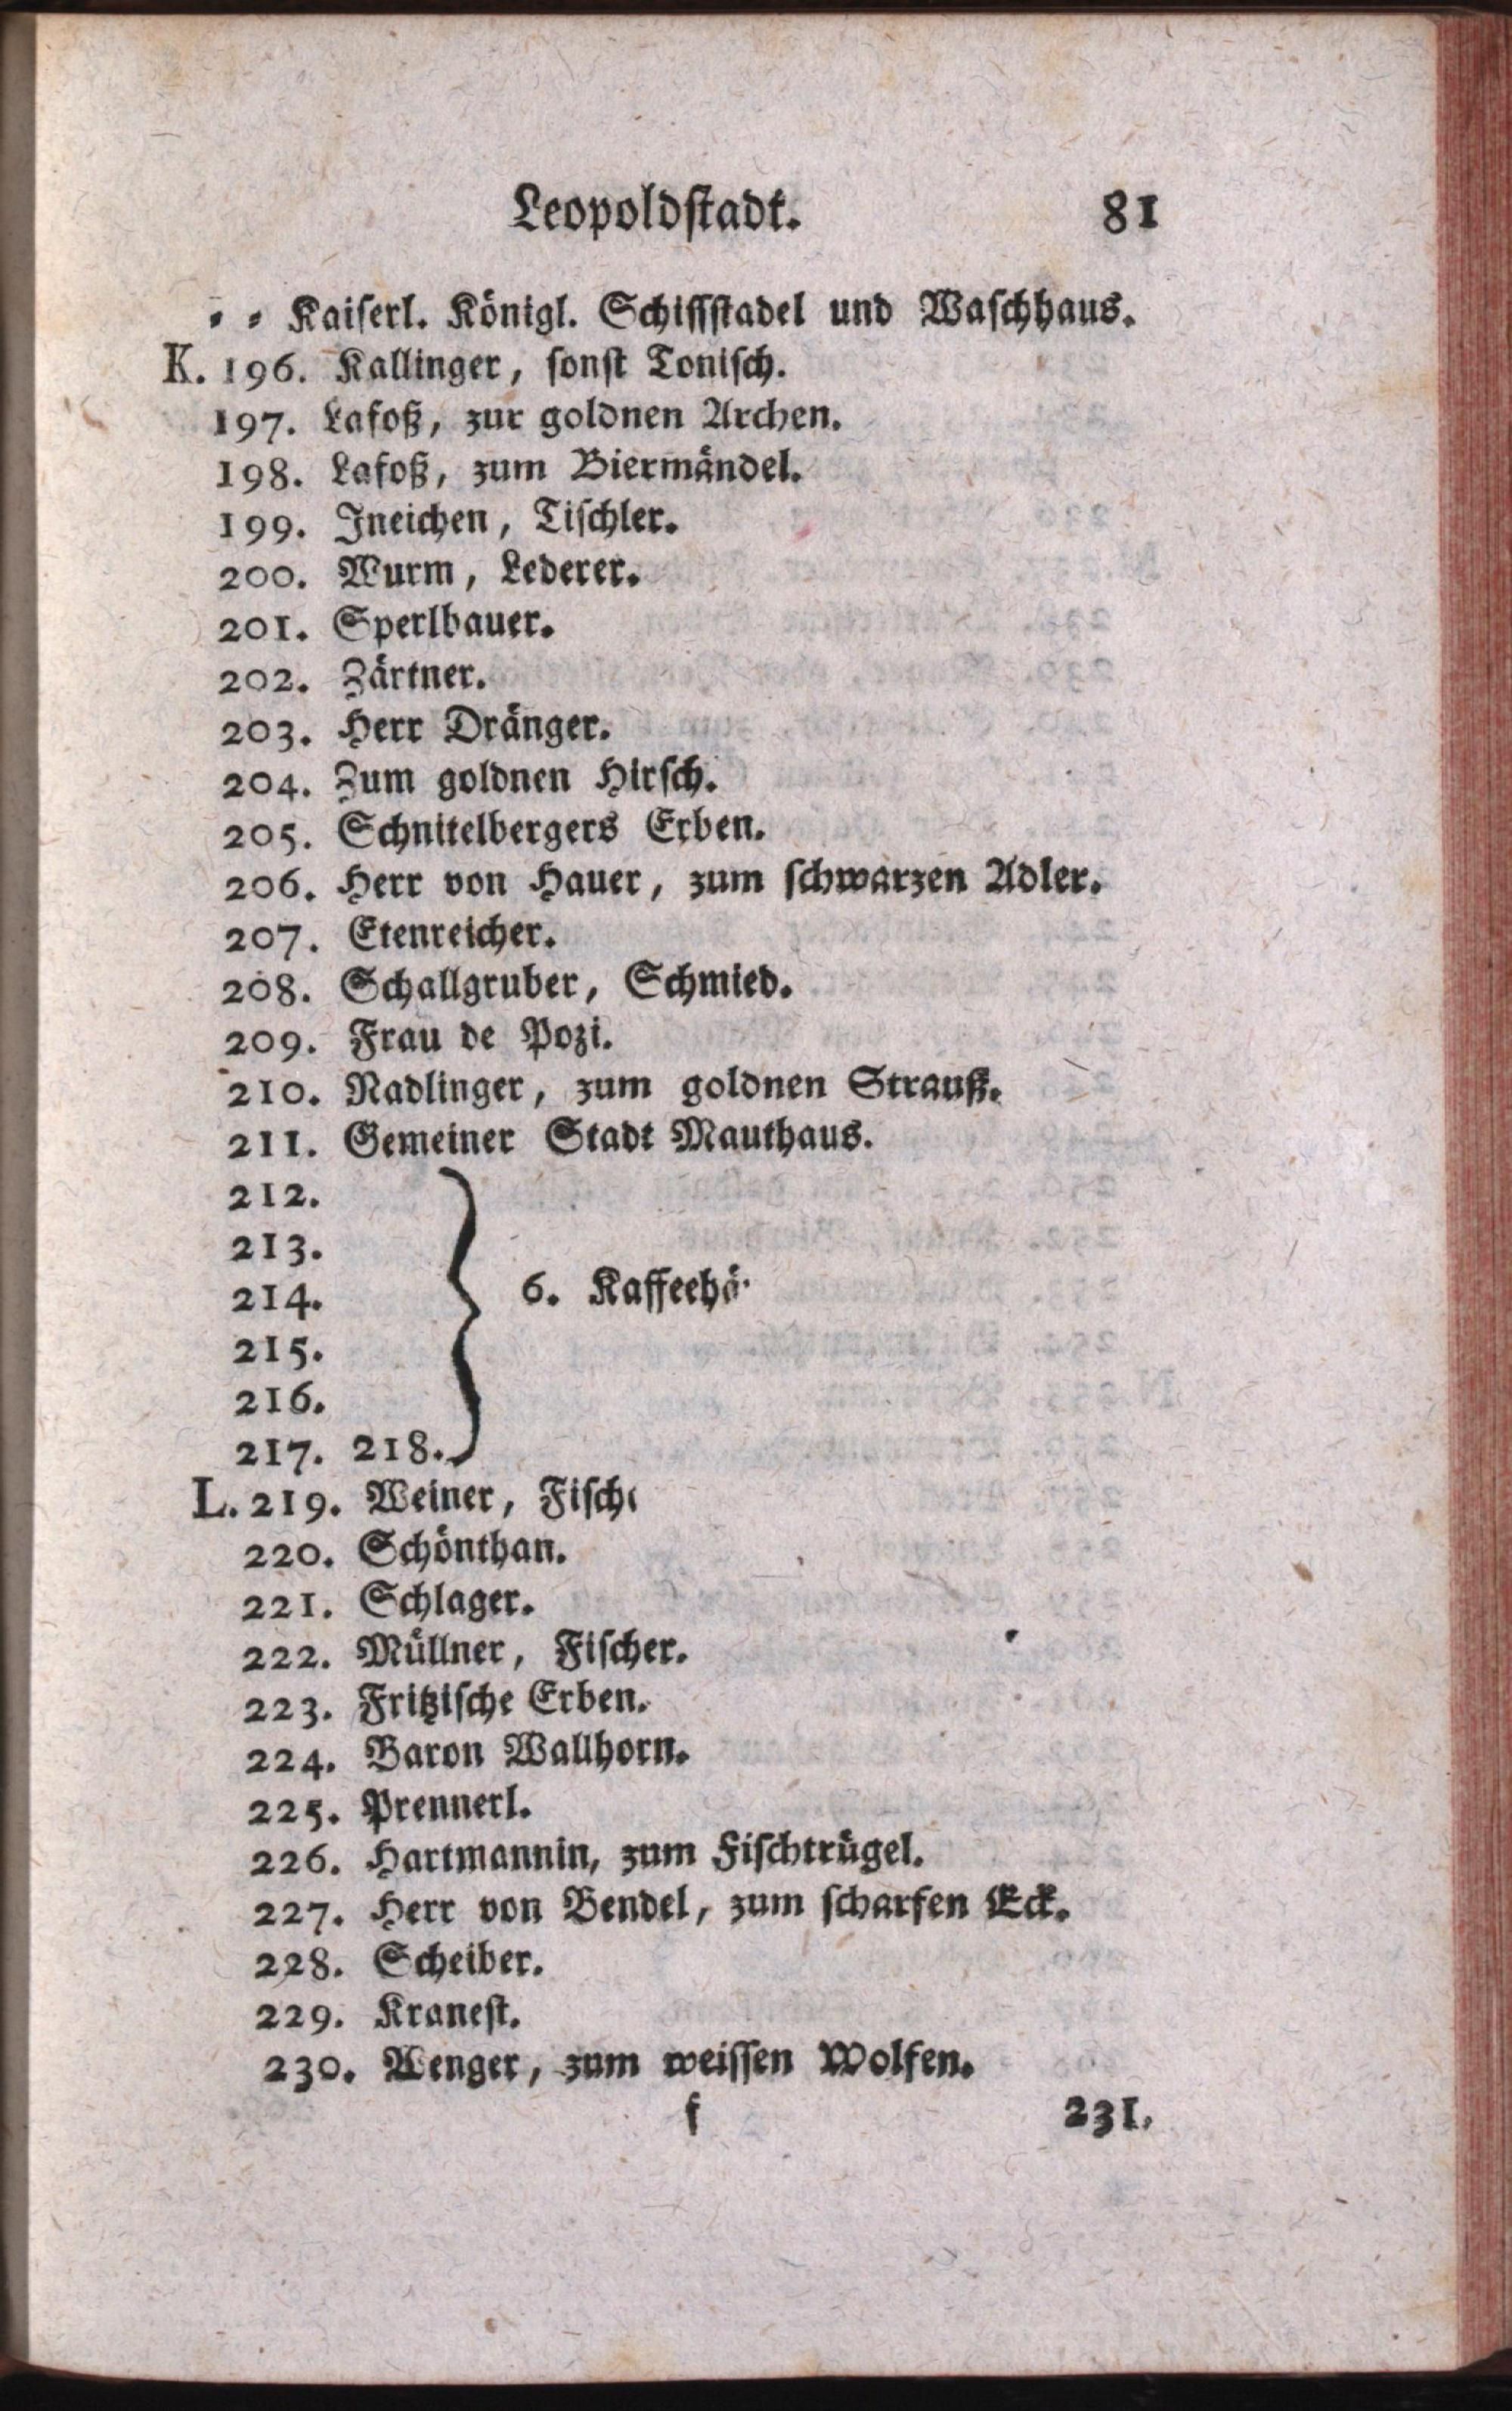 Leopoldstadt. 81
⸗ ⸗ Kaiserl. Königl. Schiffstadel und Waschhaus.
K. 196. Kallinger, sonst Tonisch.
197. Lafoß, zur goldnen Archen.
198. Lafoß, zum Biermändel.
199. Ineichen, Tischler.
200. Wurm, Lederer.
201. Sperlbauer.
202. Zärtner.
203. Herr Dränger.
204. Zum goldnen Hirsch.
205. Schnitelbergers Erben.
206. Herr von Hauer, zum schwarzen Adler.
207. Etenreicher.
208. Schallgruber, Schmied.
209. Frau de Pozi.
210. Radlinger, zum goldnen Strauß.
211. Gemeiner Stadt Mauthaus.
212.
213.
214. 6. Kaffeehä
215.
216.
217. 218.
L. 219. Weiner, Fisch
220. Schönthan.
221. Schlager.
222. Müllner, Fischer.
223. Fritzische Erben.
224. Baron Wallhorn.
225. Prennerl.
226. Hartmannin, zum Fischtrügel.
227. Herr von Bendel, zum scharfen Eck.
228. Scheiber.
229. Kranest.
230. Wenger, zum weissen Wolfen.
f 231.